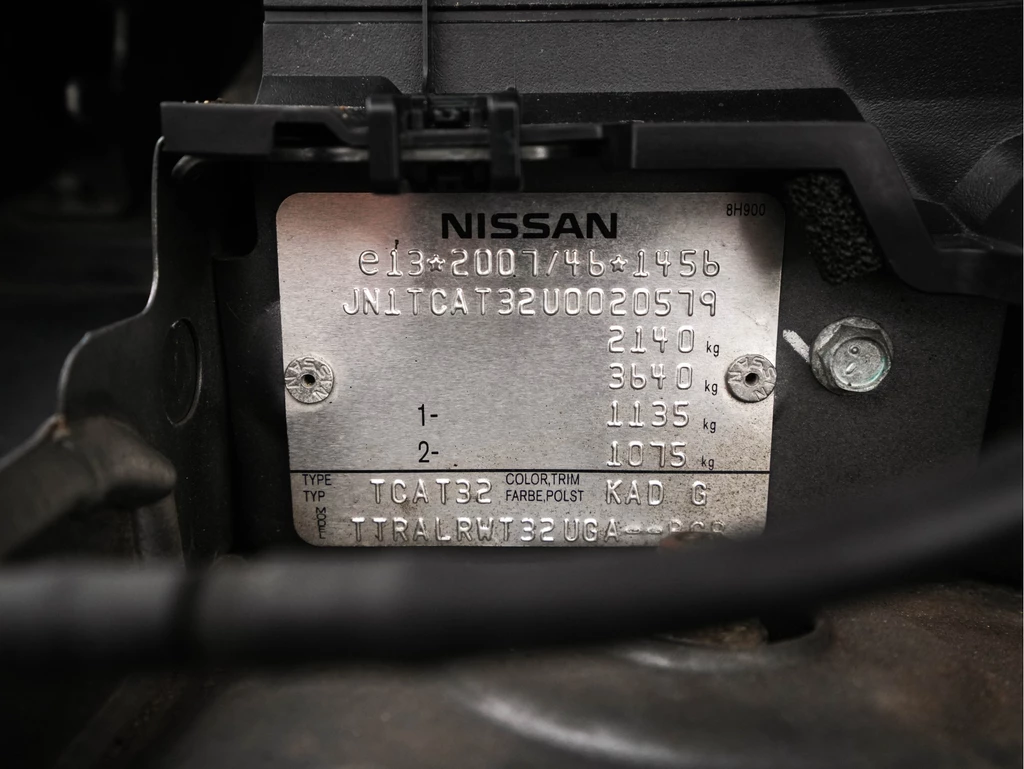 8H900
NISSAN
e13*2007/46*1456
JN1TCAT32U0020579
2140 kg
3640 kg
1- 1135 kg
2- 1075 kg
TYPE COLOR,TRIM
TYP TCAT32 FARBE,POLST KAD G
TTRALRWT32UGA--